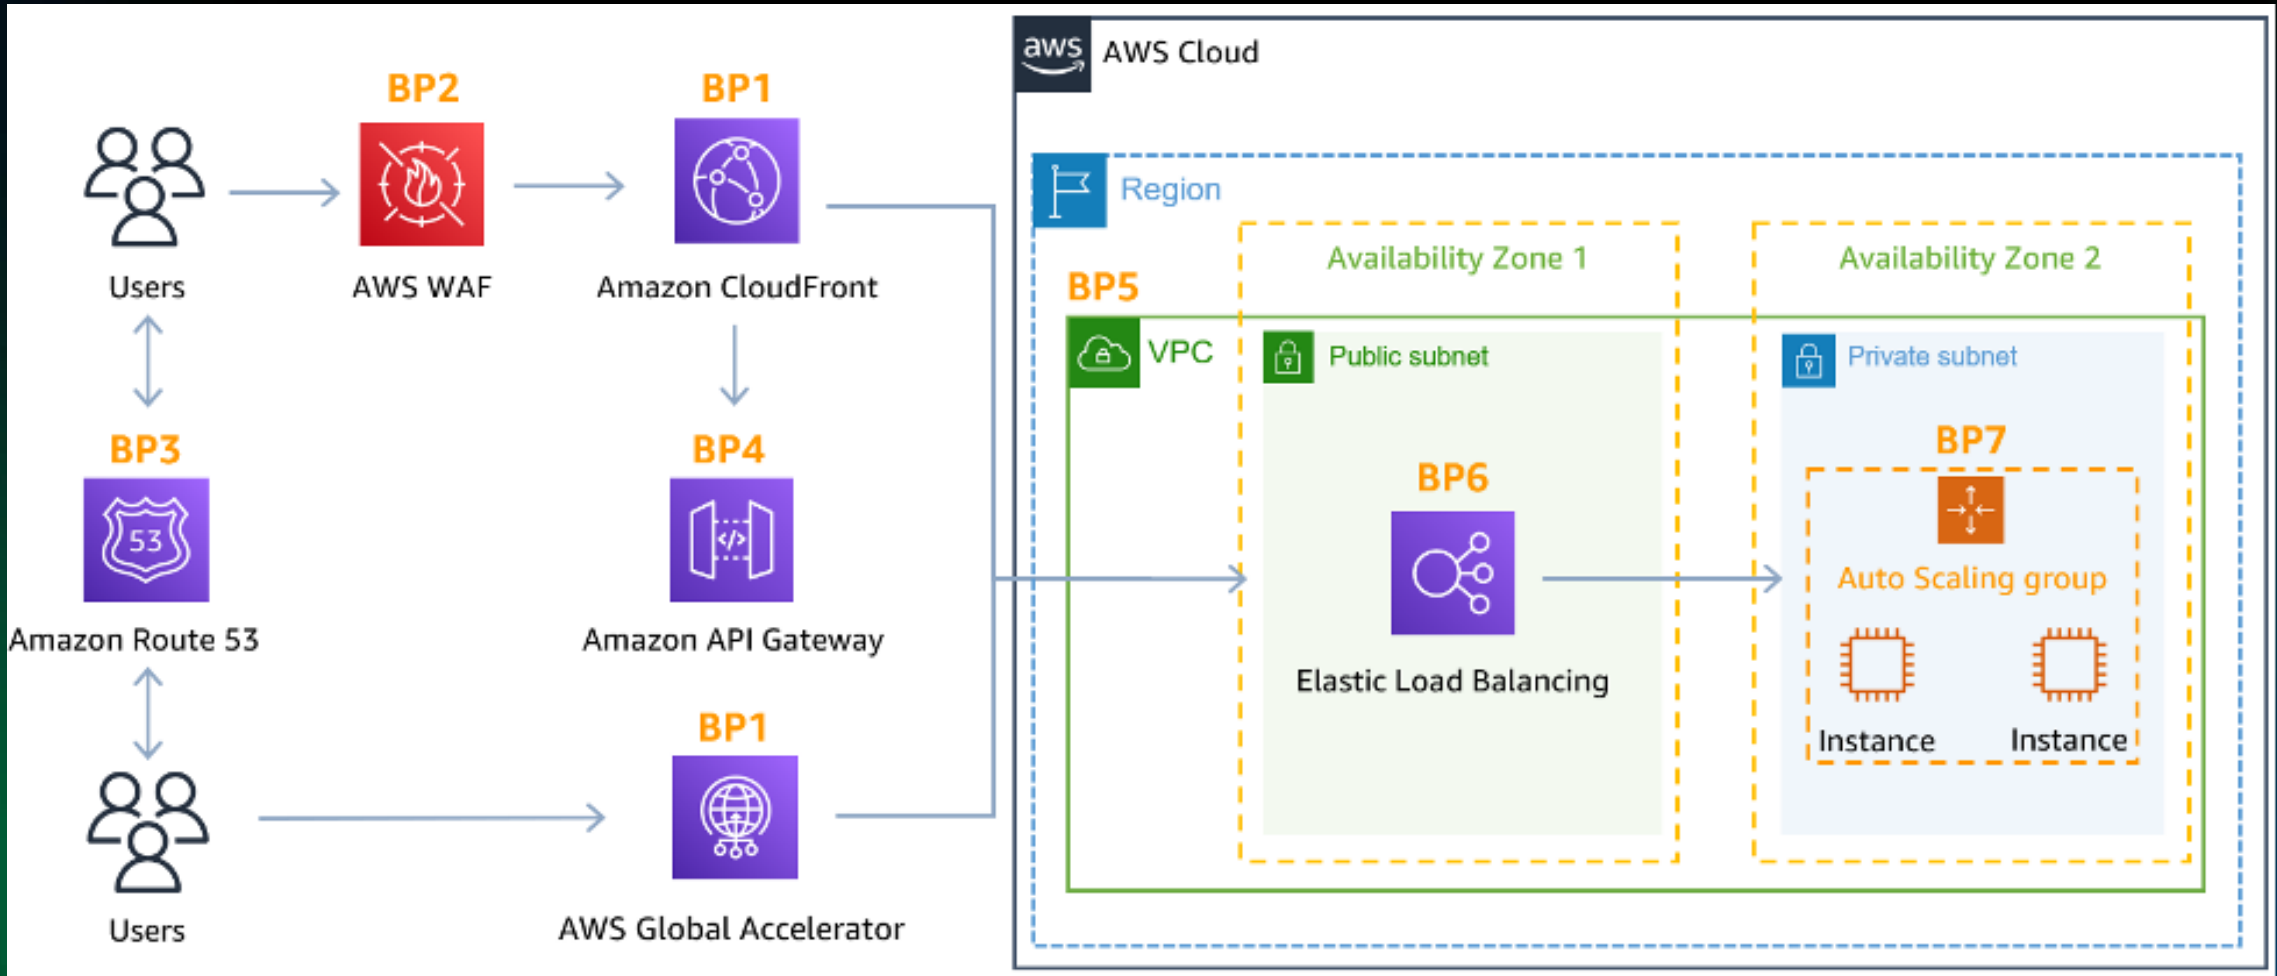 aws
AWS Cloud
BP2
BP1
Users
AWS WAF
Amazon CloudFront
Region
Availability Zone 1
Availability Zone 2
BP5
VPC
Public subnet
Private subnet
BP3
BP4
BP6
BP7
53
</>
Amazon Route 53
Amazon API Gateway
Elastic Load Balancing
Auto Scaling group
Instance
Instance
BP1
Users
AWS Global Accelerator